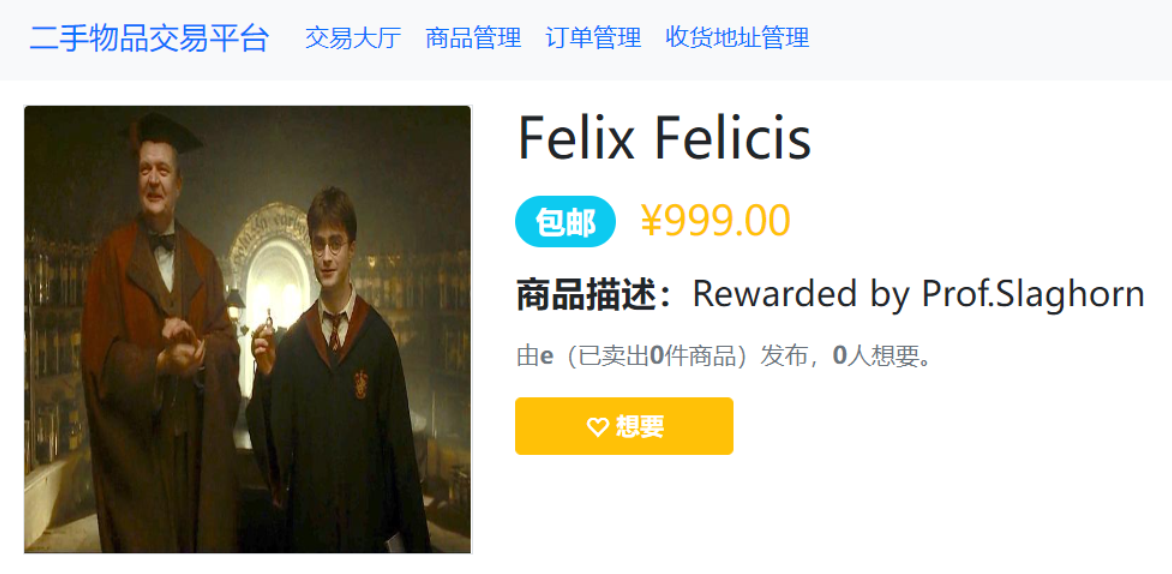 二手物品交易平台 交易大厅 商品管理 订单管理 收货地址管理
Felix Felicis
包邮 ¥999.00
商品描述：Rewarded by Prof.Slaghorn
由e（已卖出0件商品）发布，0人想要。
♡ 想要